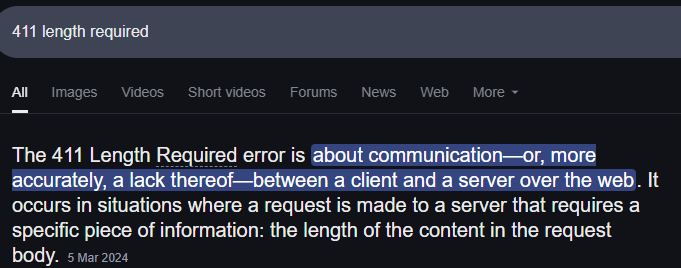 411 length required
All Images Videos Short videos Forums News Web More
The 411 Length Required error is about communication—or, more
accurately, a lack thereof—between a client and a server over the web. It
occurs in situations where a request is made to a server that requires a
specific piece of information: the length of the content in the request
body. 5 Mar 2024